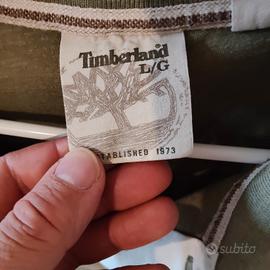 Timberland
L/G
ESTABLISHED 1973
subito